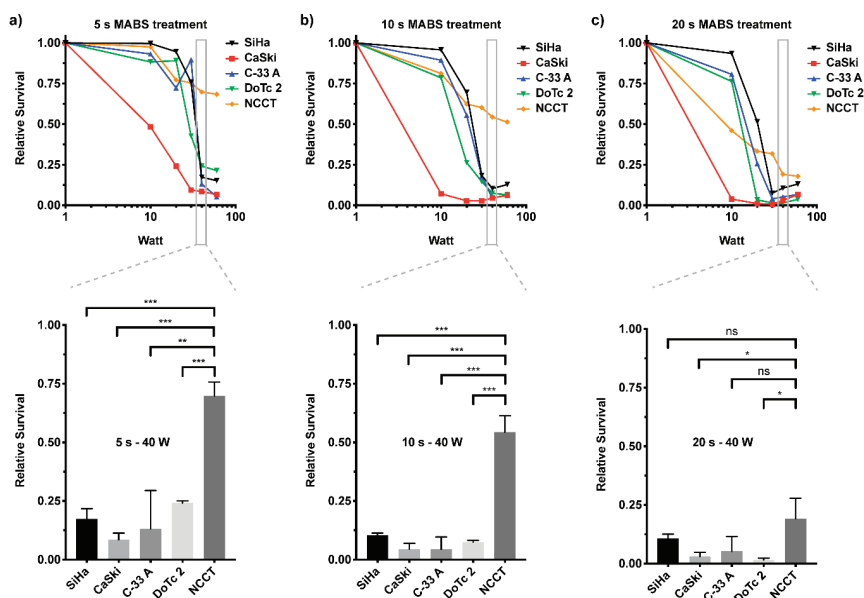 a)
5 s MABS treatment
Relative Survival
1.00
0.75
0.50
0.25
0.00
1
10
100
Watt
SiHa
CaSki
C-33 A
DoTc 2
NCCT
b)
10 s MABS treatment
Relative Survival
1.00
0.75
0.50
0.25
0.00
1
10
100
Watt
SiHa
CaSki
C-33 A
DoTc 2
NCCT
c)
20 s MABS treatment
Relative Survival
1.00
0.75
0.50
0.25
0.00
1
10
100
Watt
SiHa
CaSki
C-33 A
DoTc 2
NCCT
Relative Survival
1.00
0.75
0.50
0.25
0.00
***
***
**
***
5 s - 40 W
SiHa
CaSki
C-33 A
DoTc 2
NCCT
Relative Survival
1.00
0.75
0.50
0.25
0.00
***
***
***
***
10 s - 40 W
SiHa
CaSki
C-33 A
DoTc 2
NCCT
Relative Survival
1.00
0.75
0.50
0.25
0.00
ns
*
ns
*
20 s - 40 W
SiHa
CaSki
C-33 A
DoTc 2
NCCT